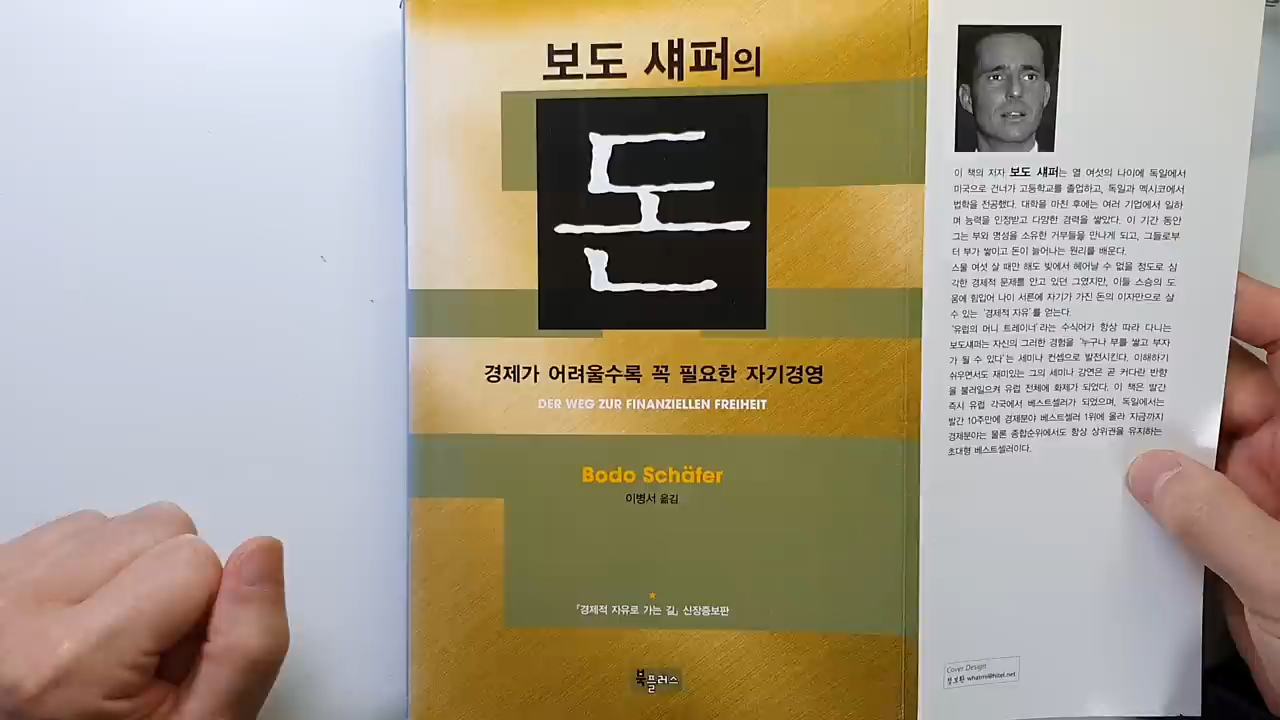 보도 섀퍼의
돈
경제가 어려울수록 꼭 필요한 자기경영
DER WEG ZUR FINANZIELLEN FREIHEIT
Bodo Schäfer
이병서 옮김
「경제적 자유로 가는 길」 신장증보판
북플러스
이 책의 저자 보도 섀퍼는 열 여섯의 나이에 독일에서
미국으로 건너가 고등학교를 졸업하고, 독일과 멕시코에서
법학을 전공했다. 대학을 마친 후에는 여러 기업에서 일하
며 능력을 인정받고 다양한 경력을 쌓았다. 이 기간 동안
그는 부와 명성을 소유한 거부들을 만나게 되고, 그들로부
터 부가 쌓이고 돈이 늘어나는 원리를 배운다.
스물 여섯 살 때만 해도 빚에서 헤어날 수 없을 정도로 심
각한 경제적 문제를 안고 있던 그였지만, 이들 스승의 도
움에 힘입어 나이 서른에 자기가 가진 돈의 이자만으로 살
수 있는 '경제적 자유'를 얻는다.
'유럽의 머니 트레이너'라는 수식어가 항상 따라 다니는
보도섀퍼는 자신의 그러한 경험을 '누구나 부를 쌓고 부자
가 될 수 있다'는 세미나 컨셉으로 발전시킨다. 이해하기
쉬우면서도 재미있는 그의 세미나 강연은 곧 커다란 반향
을 불러일으켜 유럽 전체에 화제가 되었다. 이 책은 발간
즉시 유럽 각국에서 베스트셀러가 되었으며, 독일에서는
발간 10주만에 경제분야 베스트셀러 1위에 올라 지금까지
경제분야는 물론 종합순위에서도 항상 상위권을 유지하는
초대형 베스트셀러이다.
Cover Design
정보환 whatmi@hitel.net